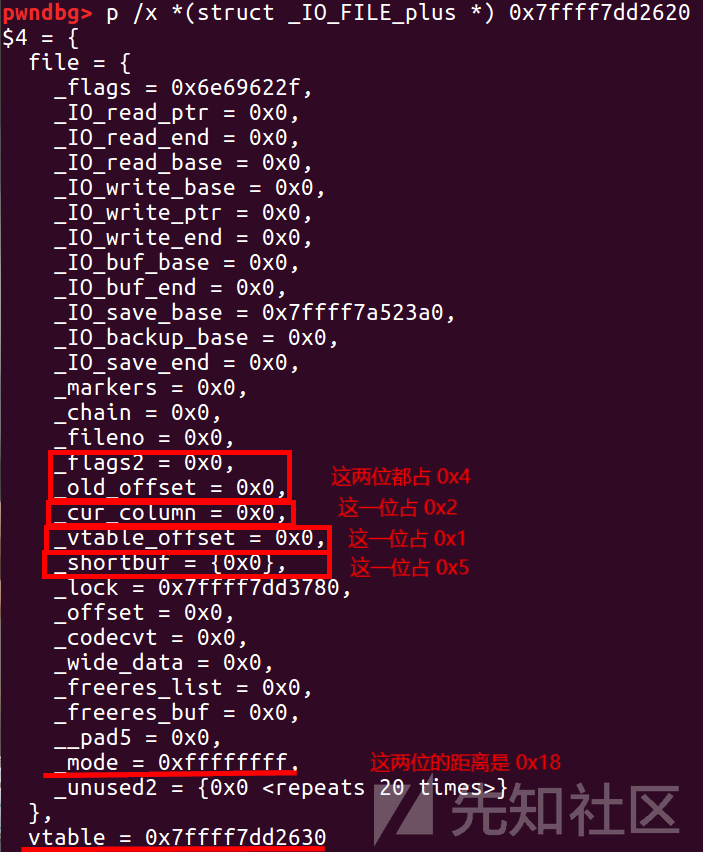 pwndbg> p /x *(struct _IO_FILE_plus *) 0x7ffff7dd2620
$4 = {
file = {
_flags = 0x6e69622f,
_IO_read_ptr = 0x0,
_IO_read_end = 0x0,
_IO_read_base = 0x0,
_IO_write_base = 0x0,
_IO_write_ptr = 0x0,
_IO_write_end = 0x0,
_IO_buf_base = 0x0,
_IO_buf_end = 0x0,
_IO_save_base = 0x7ffff7a523a0,
_IO_backup_base = 0x0,
_IO_save_end = 0x0,
_markers = 0x0,
_chain = 0x0,
_fileno = 0x0,
_flags2 = 0x0,
这两位都占 0x4
_old_offset = 0x0,
_cur_column = 0x0,
这一位占 0x2
_vtable_offset = 0x0,
这一位占 0x1
_shortbuf = {0x0},
这一位占 0x5
_lock = 0x7ffff7dd3780,
_offset = 0x0,
_codecvt = 0x0,
_wide_data = 0x0,
_freeres_list = 0x0,
_freeres_buf = 0x0,
__pad5 = 0x0,
_mode = 0xffffffff,
这两位的距离是 0x18
_unused2 = {0x0 <repeats 20 times>}
},
vtable = 0x7ffff7dd2630
先知社区